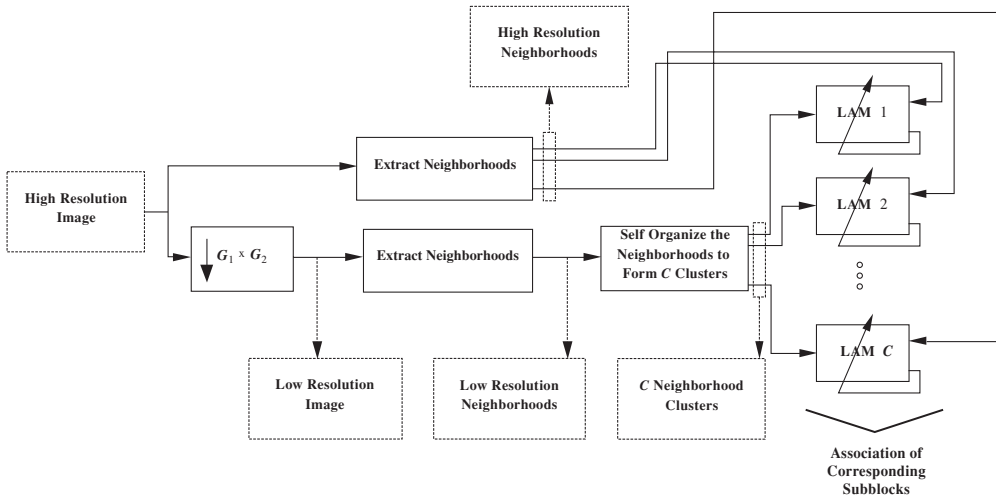 High Resolution
Neighborhoods
LAM 1
Extract Neighborhoods
High Resolution
Image
LAM 2
G1 x G2
Extract Neighborhoods
Self Organize the
Neighborhoods to
Form C Clusters
LAM C
Low Resolution
Image
Low Resolution
Neighborhoods
C Neighborhood
Clusters
Association of
Corresponding
Subblocks